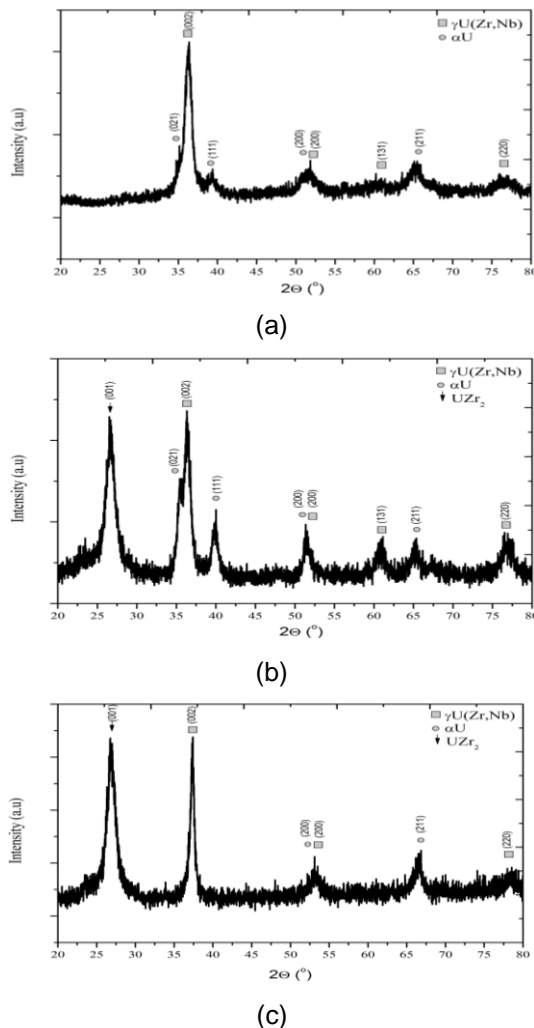 γU(Zr,Nb)
αU
(002)
(021)
(111)
(200)
(200)
(131)
(211)
(220)
Intensity (a.u)
20 25 30 35 40 45 50 55 60 65 70 75 80
2Θ (°)
(a)
γU(Zr,Nb)
αU
UZr₂
(001)
(002)
(021)
(111)
(200)
(200)
(131)
(211)
(220)
Intensity (a.u)
20 25 30 35 40 45 50 55 60 65 70 75 80
2Θ (°)
(b)
γU(Zr,Nb)
αU
UZr₂
(001)
(002)
(200)
(200)
(211)
(220)
Intensity (a.u)
20 25 30 35 40 45 50 55 60 65 70 75 80
2Θ (°)
(c)